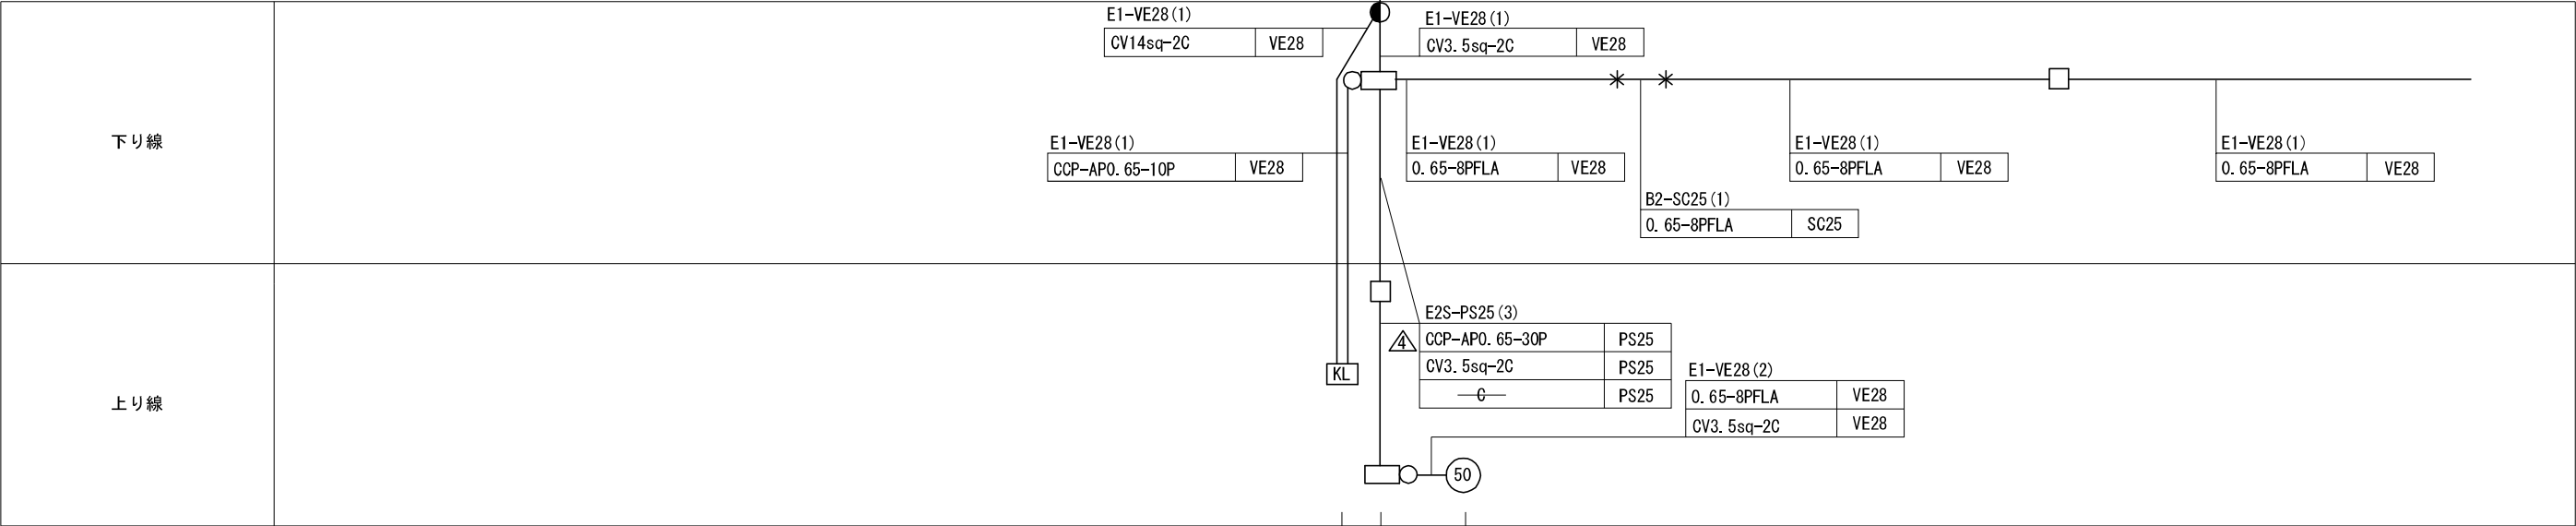 E1-VE28(1)
CV14sq-2C VE28
E1-VE28(1)
CV3.5sq-2C VE28
下り線
E1-VE28(1)
CCP-AP0.65-10P VE28
E1-VE28(1)
0.65-8PFLA VE28
E1-VE28(1)
0.65-8PFLA VE28
E1-VE28(1)
0.65-8PFLA VE28
B2-SC25(1)
0.65-8PFLA SC25
上り線
E2S-PS25(3)
4
CCP-AP0.65-30P PS25
CV3.5sq-2C PS25
C PS25
KL
E1-VE28(2)
0.65-8PFLA VE28
CV3.5sq-2C VE28
50